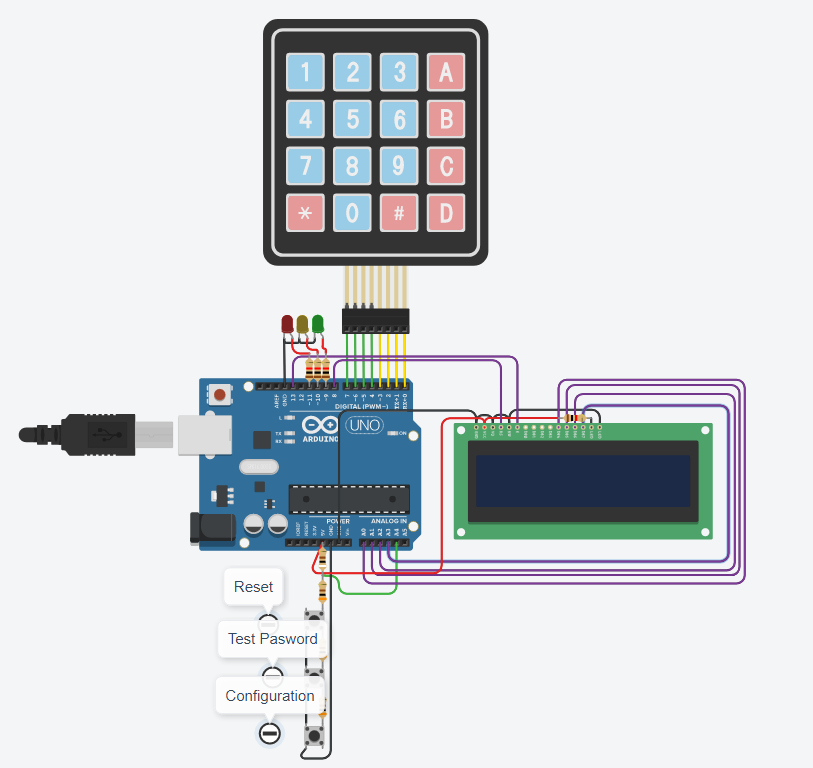 1 2 3 A
4 5 6 B
7 8 9 C
* 0 # D
AREF
GND
13
12
~11
~10
~9
8
7
~6
~5
4
~3
2
TX→1
RX←0
DIGITAL (PWM~)
L
TX
RX
ARDUINO
UNO
ON
POWER
ANALOG IN
IOREF
RESET
3.3V
5V
GND
Vin
A0
A1
A2
A3
A4
A5
Reset
Test Pasword
Configuration